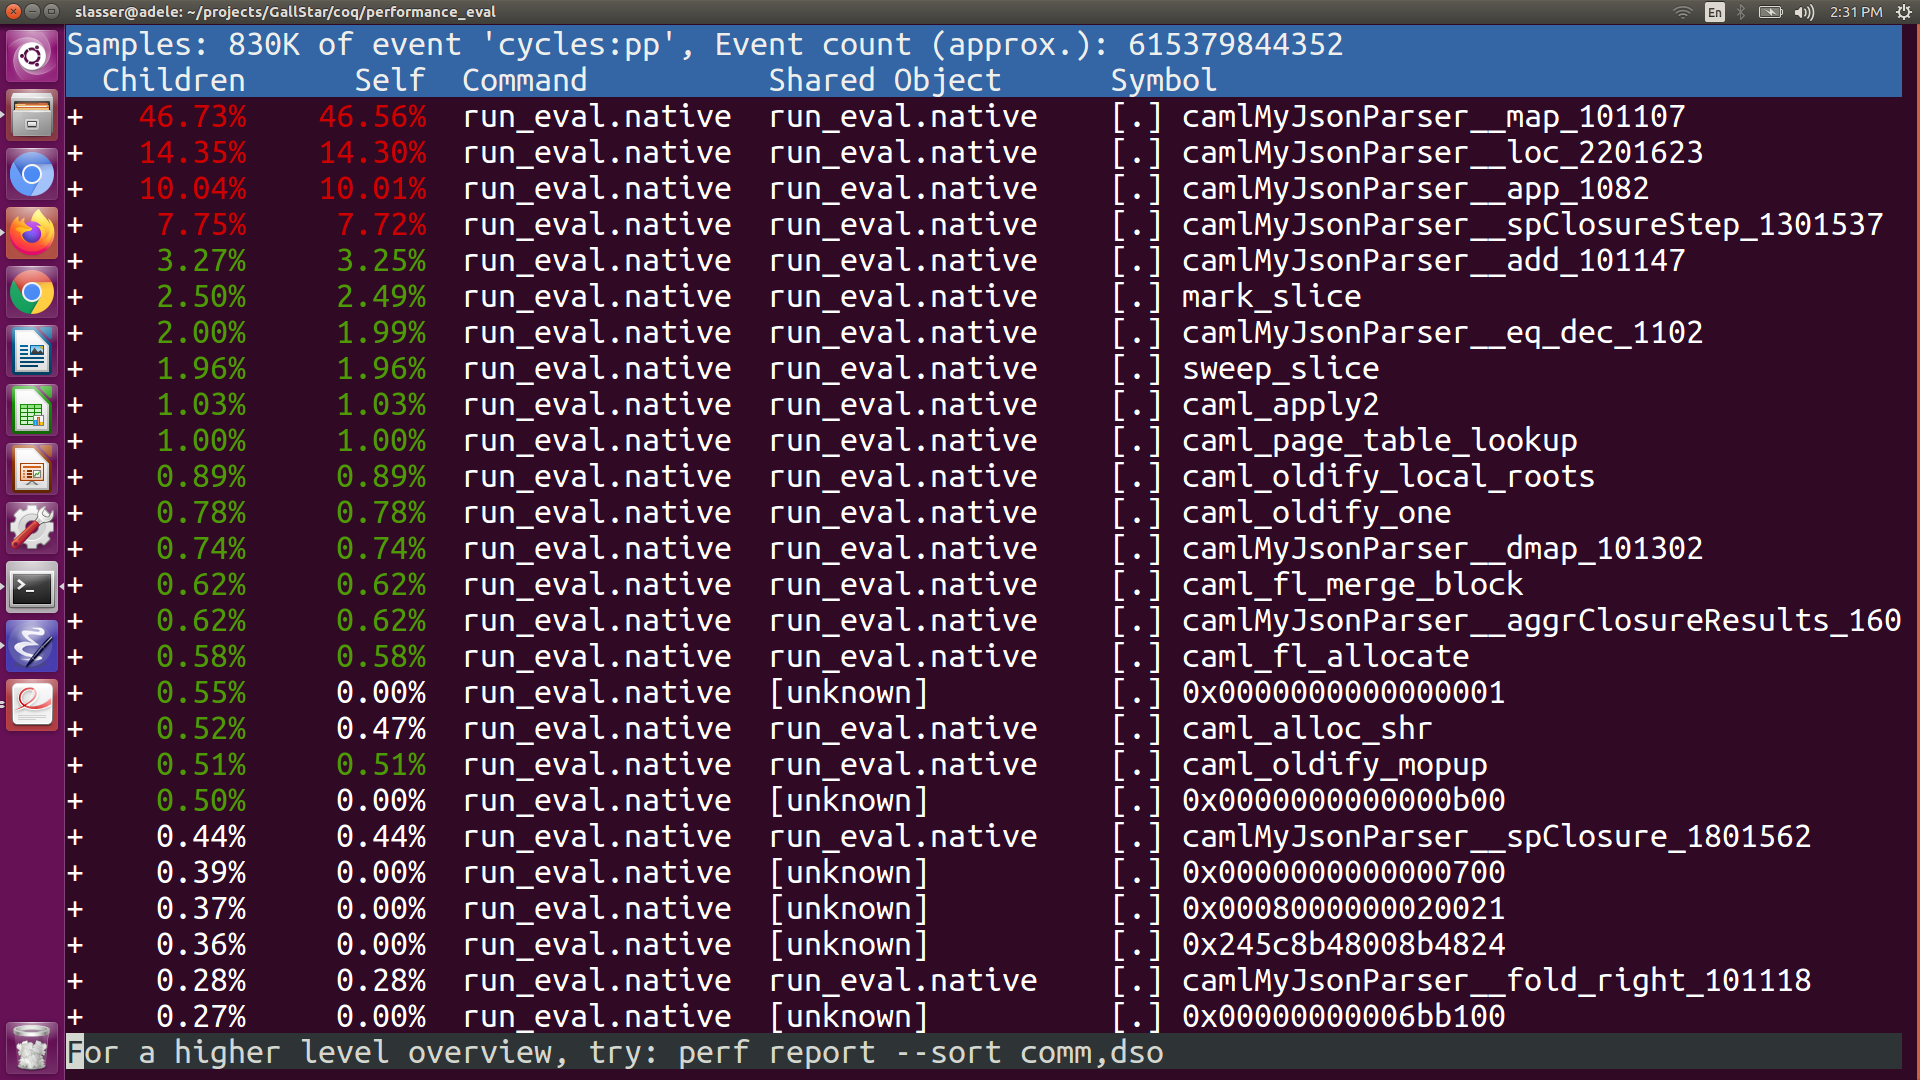 slasser@adele: ~/projects/GallStar/coq/performance_eval
En
2:31 PM
Samples: 830K of event 'cycles:pp', Event count (approx.): 615379844352
Children Self Command Shared Object Symbol
+ 46.73% 46.56% run_eval.native run_eval.native [.] camlMyJsonParser__map_101107
+ 14.35% 14.30% run_eval.native run_eval.native [.] camlMyJsonParser__loc_2201623
+ 10.04% 10.01% run_eval.native run_eval.native [.] camlMyJsonParser__app_1082
+ 7.75% 7.72% run_eval.native run_eval.native [.] camlMyJsonParser__spClosureStep_1301537
+ 3.27% 3.25% run_eval.native run_eval.native [.] camlMyJsonParser__add_101147
+ 2.50% 2.49% run_eval.native run_eval.native [.] mark_slice
+ 2.00% 1.99% run_eval.native run_eval.native [.] camlMyJsonParser__eq_dec_1102
+ 1.96% 1.96% run_eval.native run_eval.native [.] sweep_slice
+ 1.03% 1.03% run_eval.native run_eval.native [.] caml_apply2
+ 1.00% 1.00% run_eval.native run_eval.native [.] caml_page_table_lookup
+ 0.89% 0.89% run_eval.native run_eval.native [.] caml_oldify_local_roots
+ 0.78% 0.78% run_eval.native run_eval.native [.] caml_oldify_one
+ 0.74% 0.74% run_eval.native run_eval.native [.] camlMyJsonParser__dmap_101302
+ 0.62% 0.62% run_eval.native run_eval.native [.] caml_fl_merge_block
+ 0.62% 0.62% run_eval.native run_eval.native [.] camlMyJsonParser__aggrClosureResults_160
+ 0.58% 0.58% run_eval.native run_eval.native [.] caml_fl_allocate
+ 0.55% 0.00% run_eval.native [unknown] [.] 0x0000000000000001
+ 0.52% 0.47% run_eval.native run_eval.native [.] caml_alloc_shr
+ 0.51% 0.51% run_eval.native run_eval.native [.] caml_oldify_mopup
+ 0.50% 0.00% run_eval.native [unknown] [.] 0x0000000000000b00
+ 0.44% 0.44% run_eval.native run_eval.native [.] camlMyJsonParser__spClosure_1801562
+ 0.39% 0.00% run_eval.native [unknown] [.] 0x0000000000000700
+ 0.37% 0.00% run_eval.native [unknown] [.] 0x0008000000020021
+ 0.36% 0.00% run_eval.native [unknown] [.] 0x245c8b48008b4824
+ 0.28% 0.28% run_eval.native run_eval.native [.] camlMyJsonParser__fold_right_101118
+ 0.27% 0.00% run_eval.native [unknown] [.] 0x00000000006bb100
For a higher level overview, try: perf report --sort comm,dso